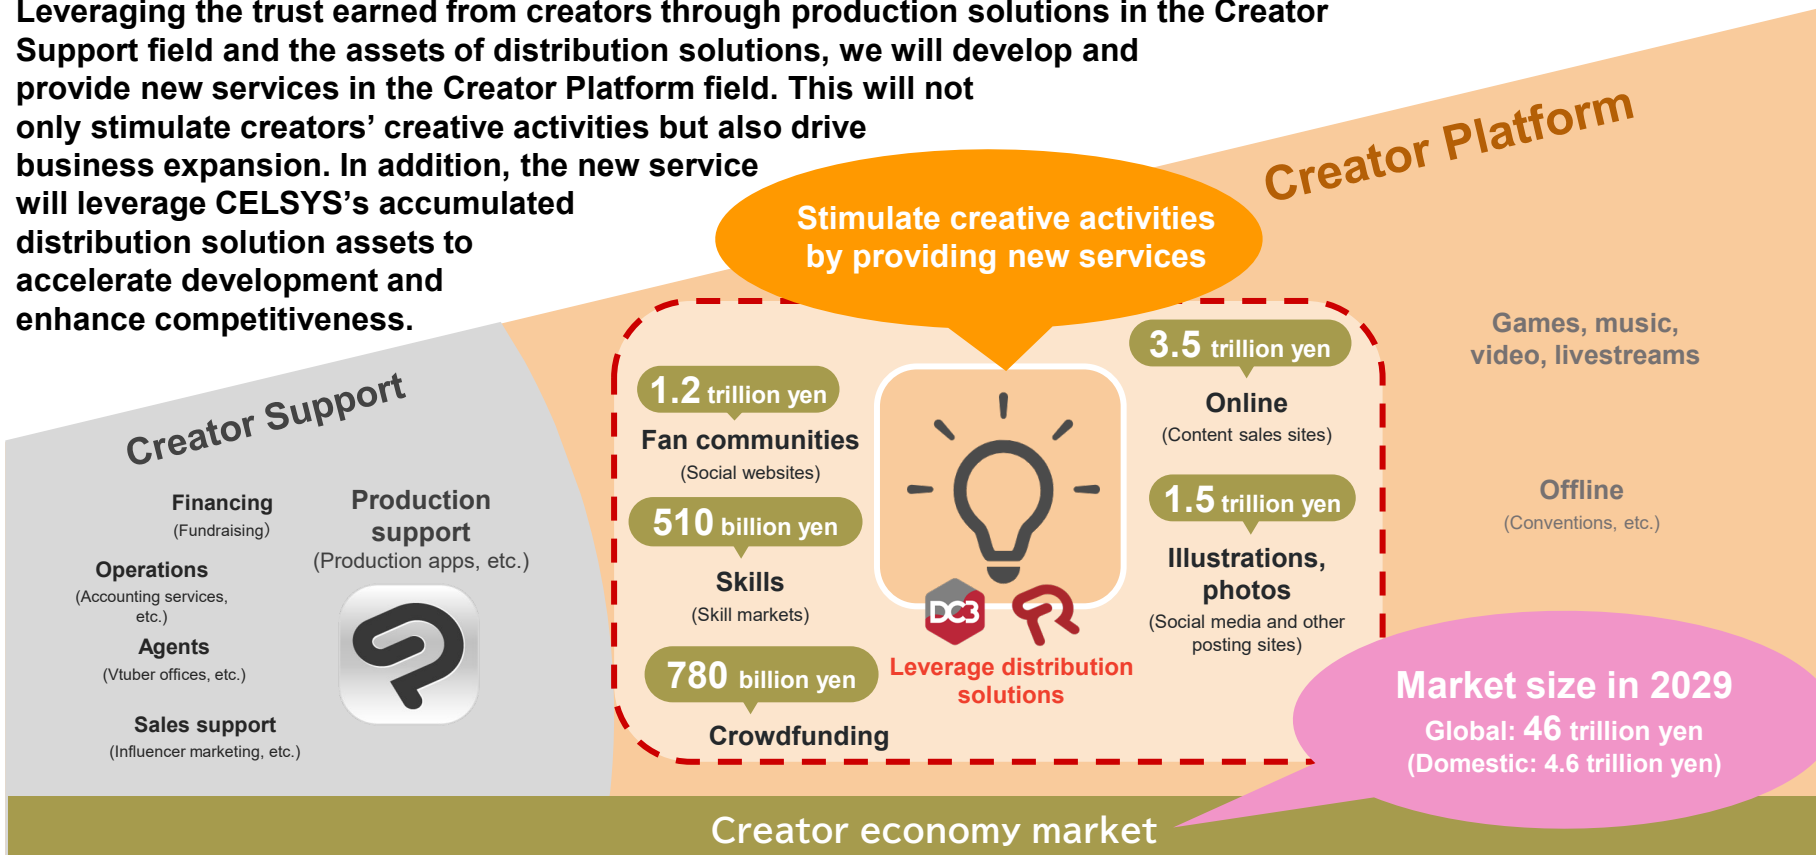 Leveraging the trust earned from creators through production solutions in the Creator
Support field and the assets of distribution solutions, we will develop and
provide new services in the Creator Platform field. This will not
only stimulate creators’ creative activities but also drive
business expansion. In addition, the new service
will leverage CELSYS’s accumulated
distribution solution assets to
accelerate development and
enhance competitiveness.
Creator Support
Financing
(Fundraising)
Operations
(Accounting services,
etc.)
Agents
(Vtuber offices, etc.)
Sales support
(Influencer marketing, etc.)
Production
support
(Production apps, etc.)
Creator Platform
Stimulate creative activities
by providing new services
1.2 trillion yen
Fan communities
(Social websites)
510 billion yen
Skills
(Skill markets)
780 billion yen
Crowdfunding
DC3
Leverage distribution
solutions
3.5 trillion yen
Online
(Content sales sites)
1.5 trillion yen
Illustrations,
photos
(Social media and other
posting sites)
Games, music,
video, livestreams
Offline
(Conventions, etc.)
Market size in 2029
Global: 46 trillion yen
(Domestic: 4.6 trillion yen)
Creator economy market